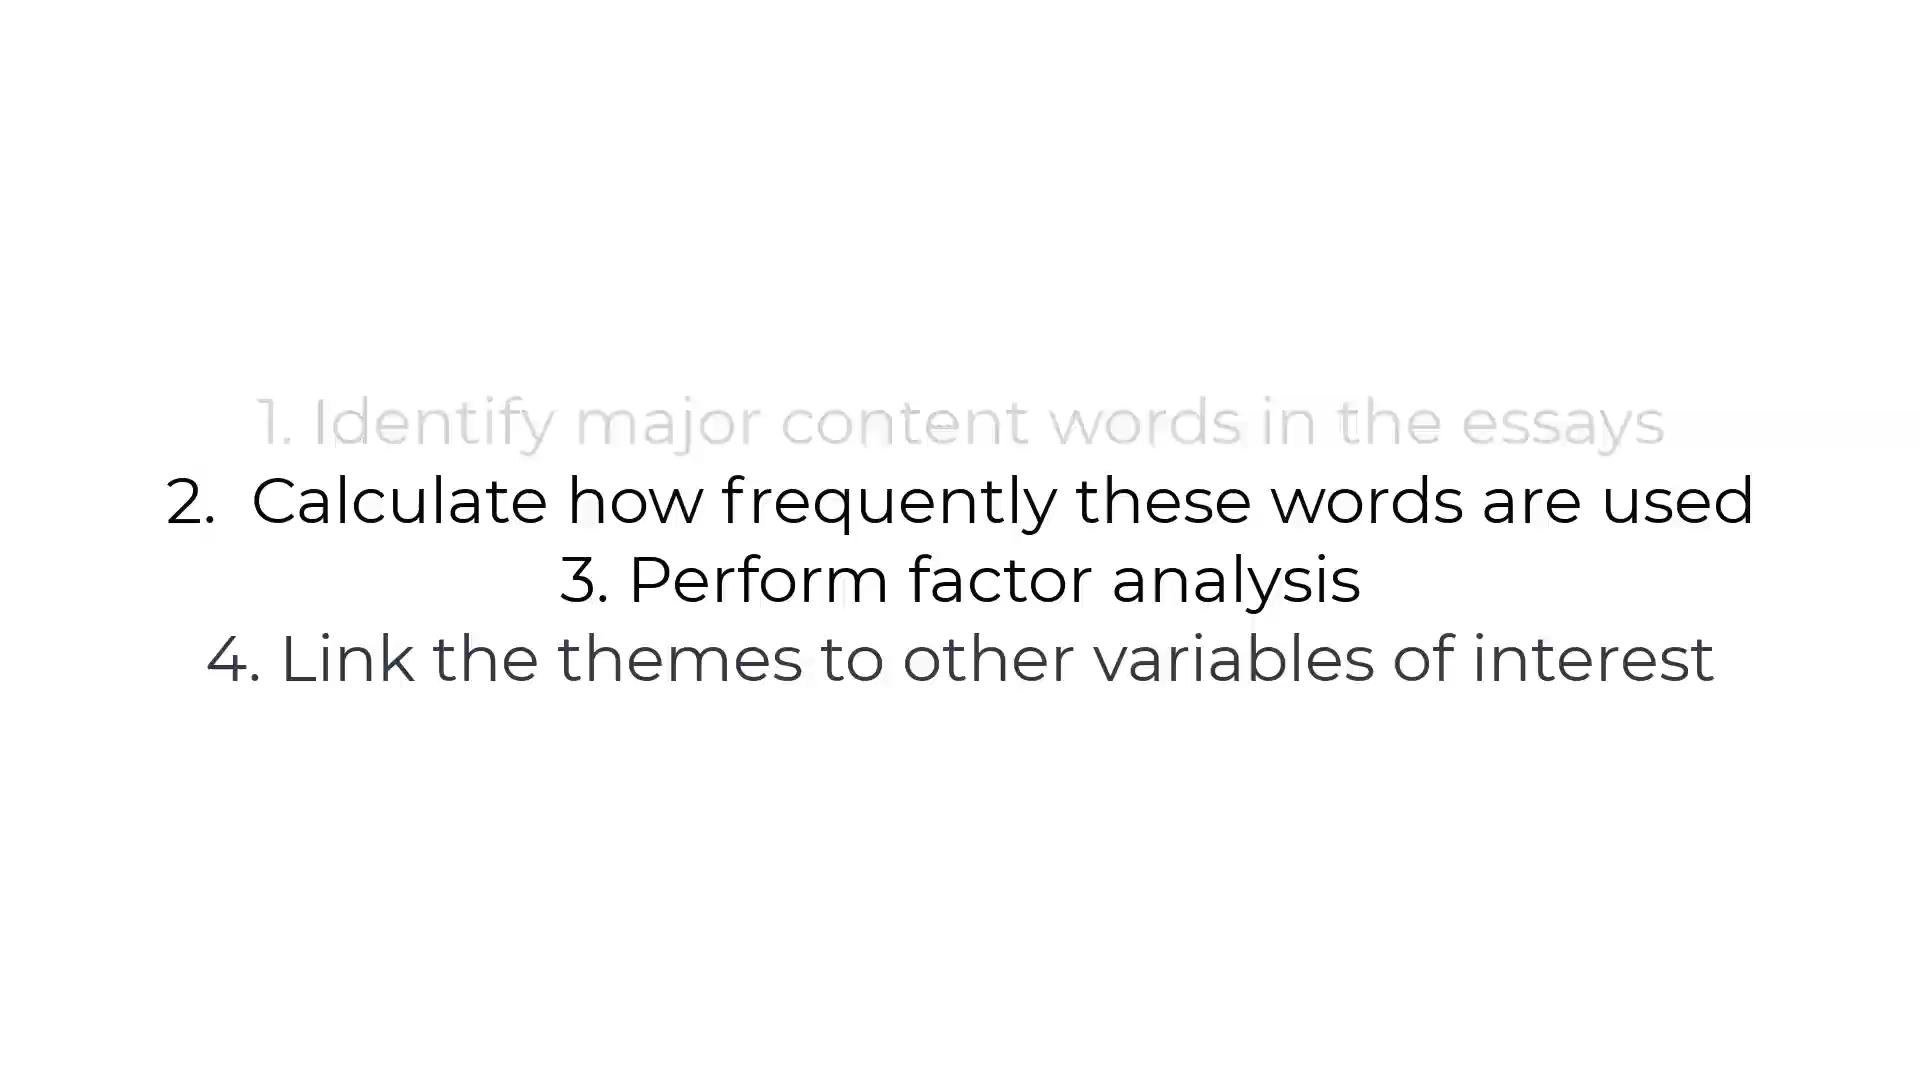 1. Identify major content words in the essays
2. Calculate how frequently these words are used
3. Perform factor analysis
4. Link the themes to other variables of interest